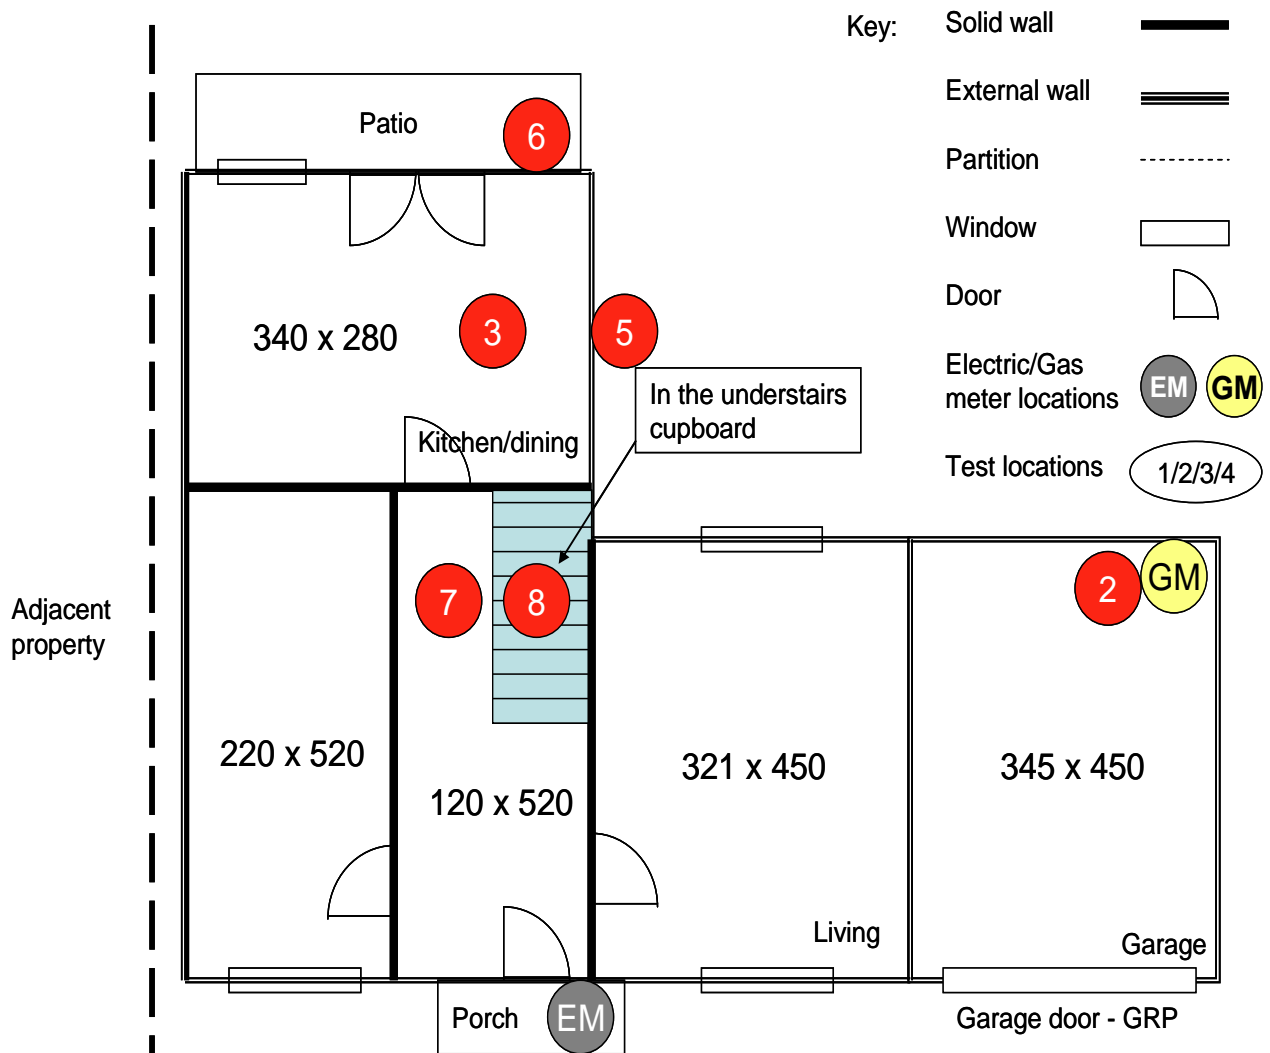 Key:
Solid wall
External wall
Partition
Window
Door
Electric/Gas
meter locations
EM
GM
Test locations
1/2/3/4
Patio
6
3
5
340 x 280
In the understairs
cupboard
Kitchen/dining
Adjacent
property
7
8
2
GM
220 x 520
120 x 520
321 x 450
345 x 450
Living
Garage
Porch
EM
Garage door - GRP